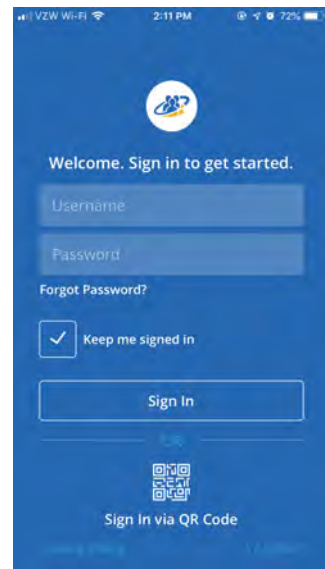 VZW Wi-Fi 2:11 PM 72%
Welcome. Sign in to get started.
Username
Password
Forgot Password?
Keep me signed in
Sign In
Sign In via QR Code